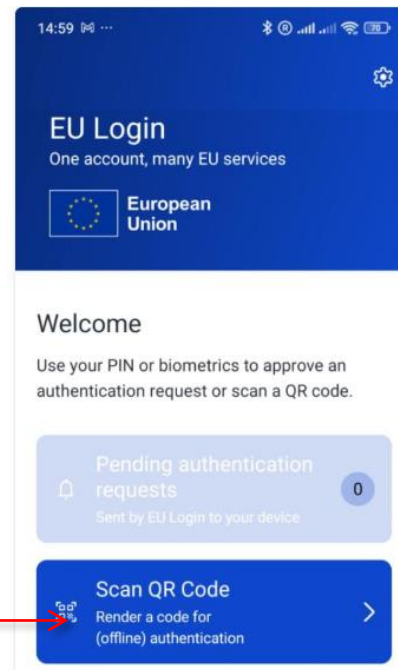 14:59
70
EU Login
One account, many EU services
European
Union
Welcome
Use your PIN or biometrics to approve an
authentication request or scan a QR code.
Pending authentication
requests
0
Sent by EU Login to your device
Scan QR Code
Render a code for
(offline) authentication